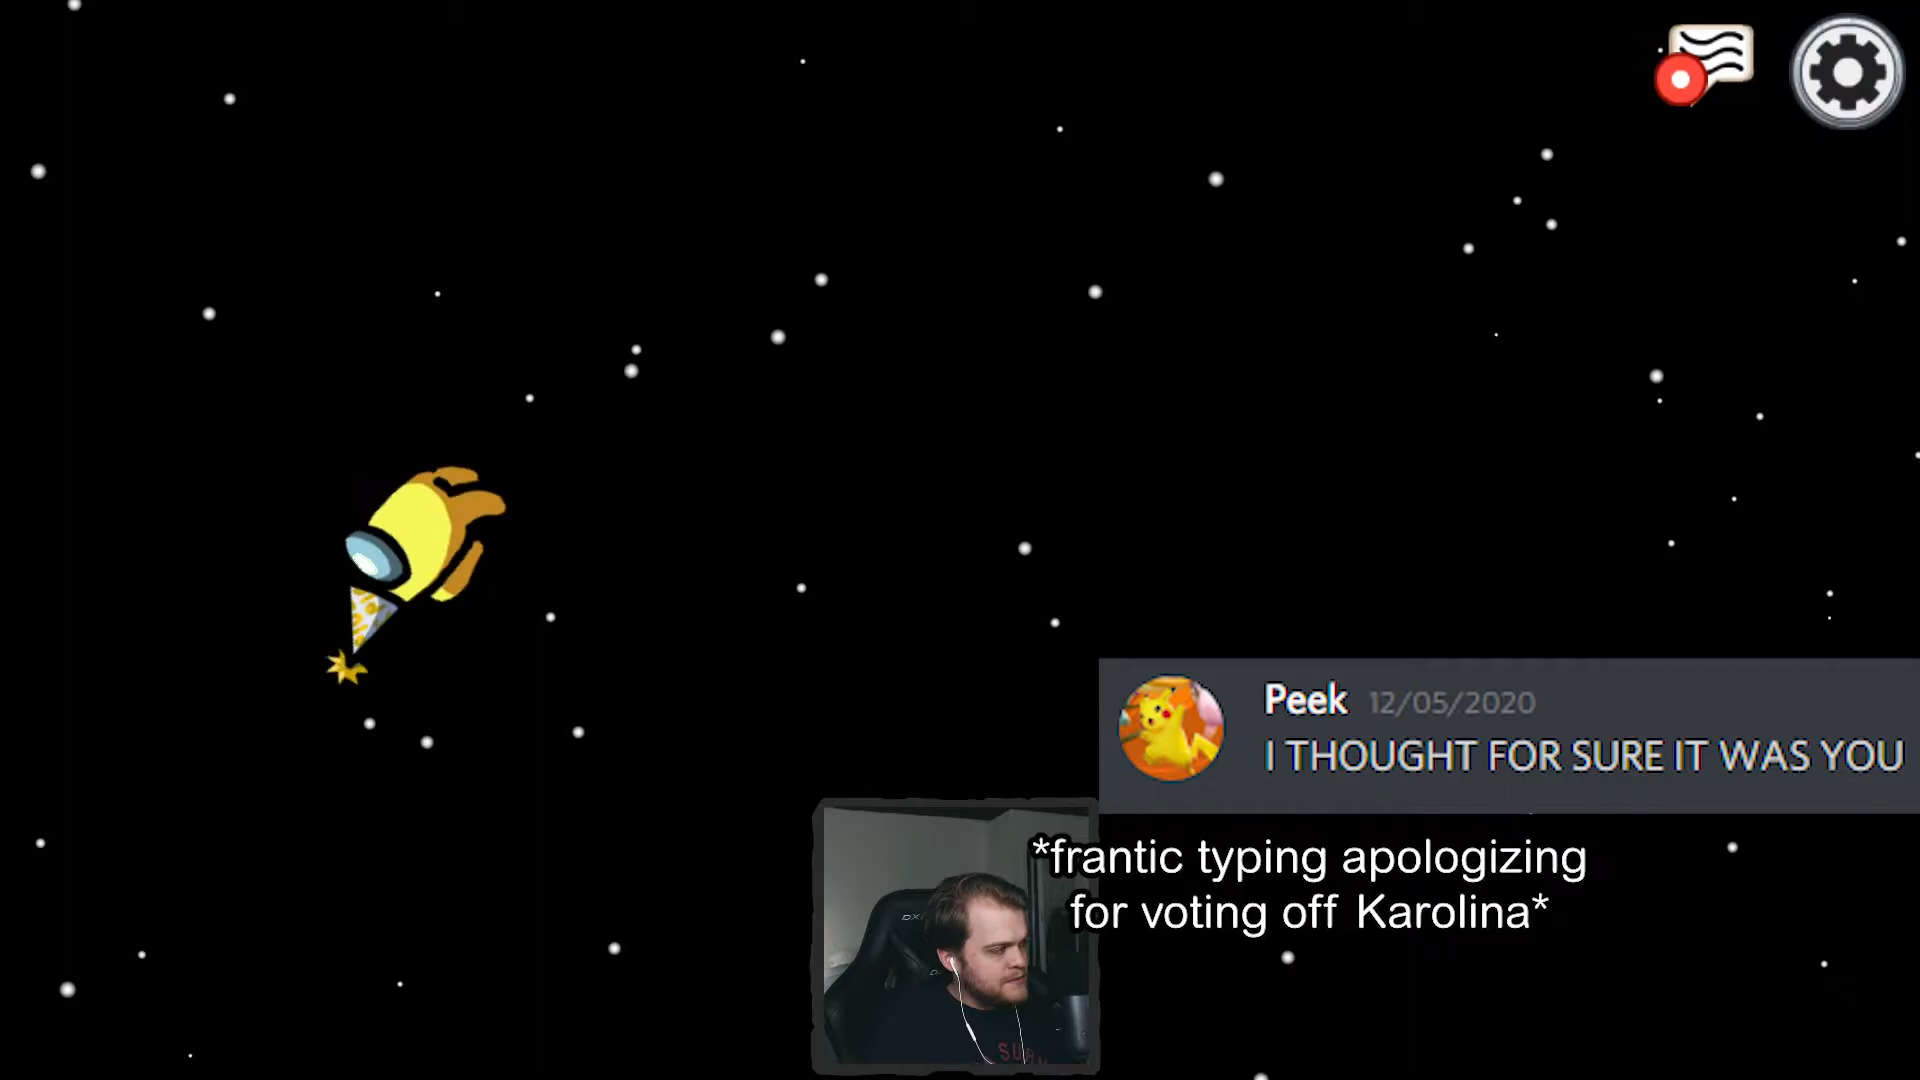 Peek 12/05/2020
I THOUGHT FOR SURE IT WAS YOU
*frantic typing apologizing
for voting off Karolina*